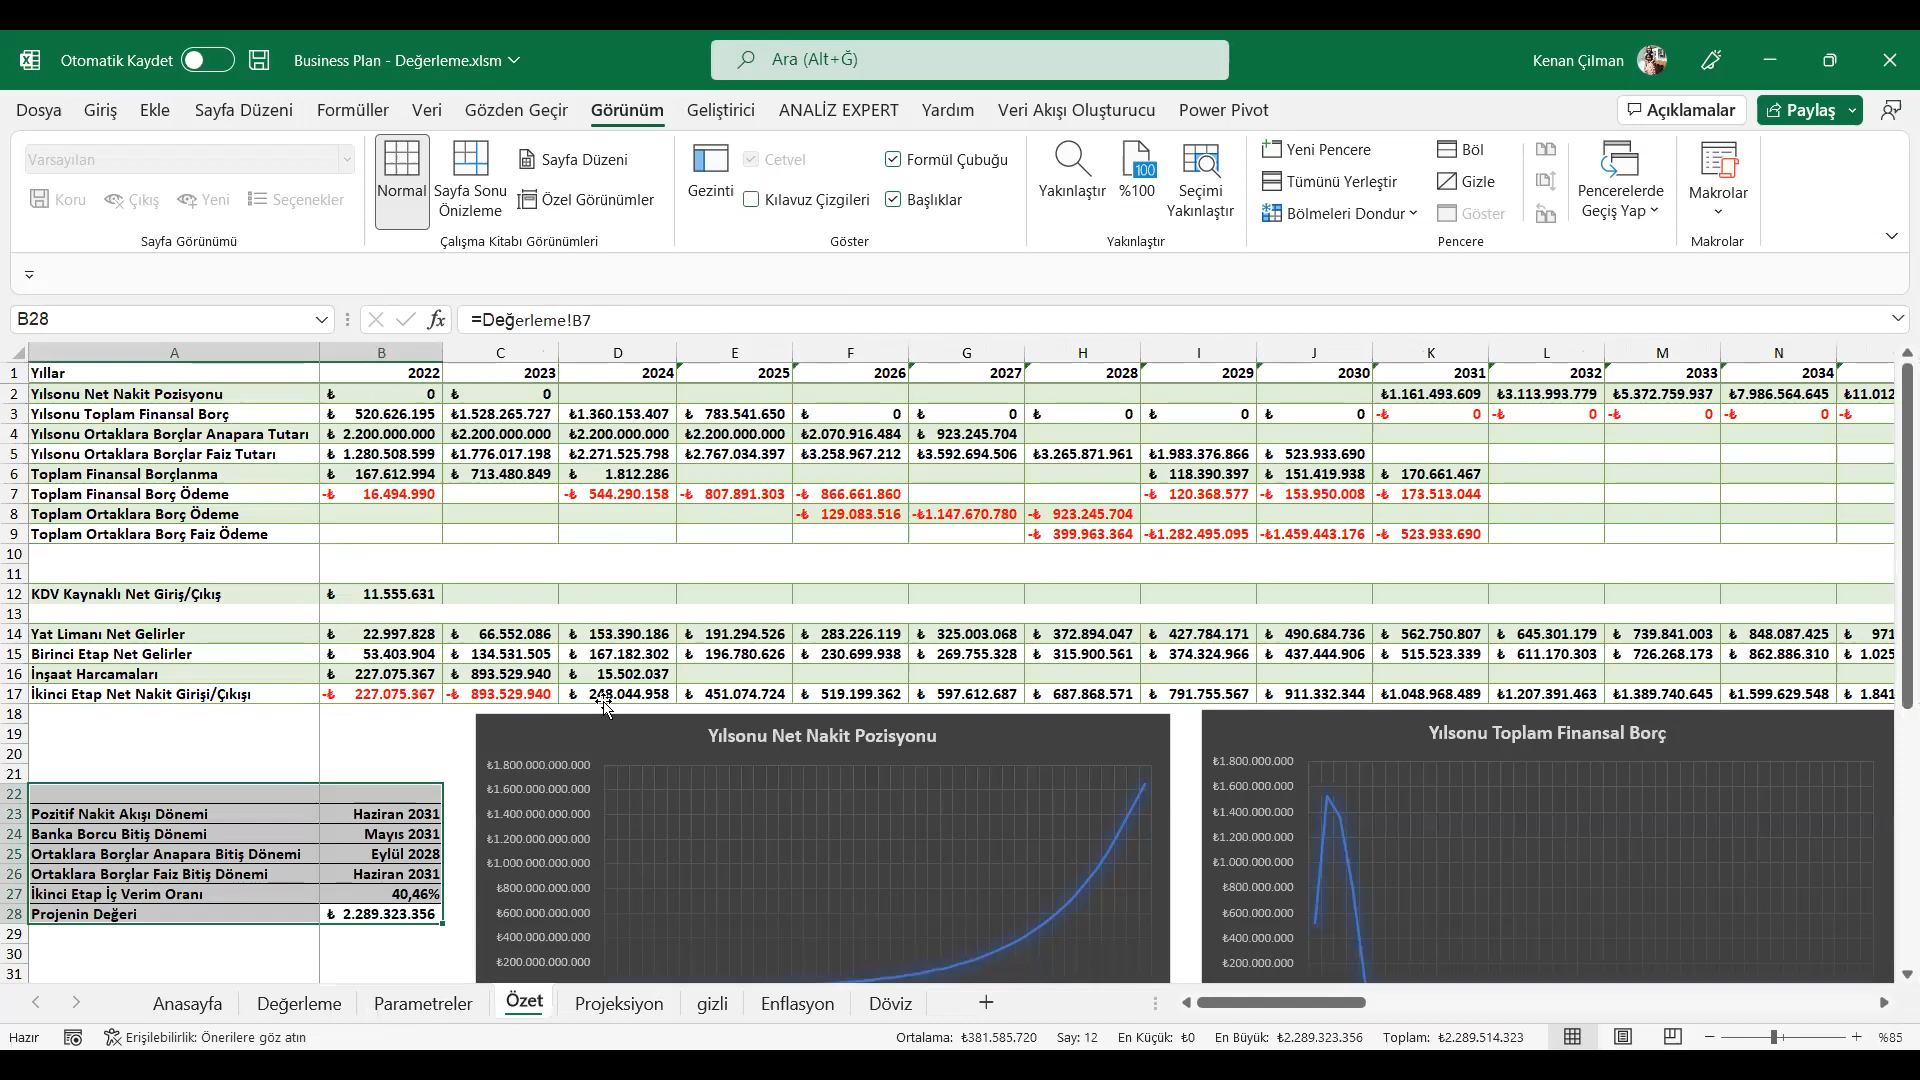 Otomatik Kaydet
Business Plan - Değerleme.xlsm
Ara (Alt+Ğ)
Kenan Çilman
Dosya Giriş Ekle Sayfa Düzeni Formüller Veri Gözden Geçir Görünüm Geliştirici ANALİZ EXPERT Yardım Veri Akışı Oluşturucu Power Pivot Açıklamalar Paylaş
Varsayılan
Koru Çıkış Yeni Seçenekler
Sayfa Görünümü
Normal
Sayfa Sonu
Önizleme
Sayfa Düzeni
Özel Görünümler
Çalışma Kitabı Görünümleri
Gezinti
Cetvel
Kılavuz Çizgileri
Formül Çubuğu
Başlıklar
Göster
Yakınlaştır
100
%100
Seçimi
Yakınlaştır
Yakınlaştır
Yeni Pencere
Tümünü Yerleştir
Bölmeleri Dondur
Böl
Gizle
Göster
Pencerelerde
Geçiş Yap
Pencere
Makrolar
Makrolar
B28 fx =Değerleme!B7
A B C D E F G H I J K L M N
1 Yıllar 2022 2023 2024 2025 2026 2027 2028 2029 2030 2031 2032 2033 2034
2 Yılsonu Net Nakit Pozisyonu ₺ 0 ₺ 0 ₺1.161.493.609 ₺3.113.993.779 ₺5.372.759.937 ₺7.986.564.645 ₺11.012
3 Yılsonu Toplam Finansal Borç ₺ 520.626.195 ₺1.528.265.727 ₺1.360.153.407 ₺ 783.541.650 ₺ 0 ₺ 0 ₺ 0 ₺ 0 ₺ 0 -₺ 0 -₺ 0 -₺ 0 -₺ 0 -₺
4 Yılsonu Ortaklara Borçlar Anapara Tutarı ₺ 2.200.000.000 ₺2.200.000.000 ₺2.200.000.000 ₺2.200.000.000 ₺2.070.916.484 ₺ 923.245.704
5 Yılsonu Ortaklara Borçlar Faiz Tutarı ₺ 1.280.508.599 ₺1.776.017.198 ₺2.271.525.798 ₺2.767.034.397 ₺3.258.967.212 ₺3.592.694.506 ₺3.265.871.961 ₺1.983.376.866 ₺ 523.933.690
6 Toplam Finansal Borçlanma ₺ 167.612.994 ₺ 713.480.849 ₺ 1.812.286 ₺ 118.390.397 ₺ 151.419.938 ₺ 170.661.467
7 Toplam Finansal Borç Ödeme -₺ 16.494.990 -₺ 544.290.158 -₺ 807.891.303 -₺ 866.661.860 -₺ 120.368.577 -₺ 153.950.008 -₺ 173.513.044
8 Toplam Ortaklara Borç Ödeme -₺ 129.083.516 -₺1.147.670.780 -₺ 923.245.704
9 Toplam Ortaklara Borç Faiz Ödeme -₺ 399.963.364 -₺1.282.495.095 -₺1.459.443.176 -₺ 523.933.690
10
11
12 KDV Kaynaklı Net Giriş/Çıkış ₺ 11.555.631
13
14 Yat Limanı Net Gelirler ₺ 22.997.828 ₺ 66.552.086 ₺ 153.390.186 ₺ 191.294.526 ₺ 283.226.119 ₺ 325.003.068 ₺ 372.894.047 ₺ 427.784.171 ₺ 490.684.736 ₺ 562.750.807 ₺ 645.301.179 ₺ 739.841.003 ₺ 848.087.425 ₺ 971
15 Birinci Etap Net Gelirler ₺ 53.403.904 ₺ 134.531.505 ₺ 167.182.302 ₺ 196.780.626 ₺ 230.699.938 ₺ 269.755.328 ₺ 315.900.561 ₺ 374.324.966 ₺ 437.444.906 ₺ 515.523.339 ₺ 611.170.303 ₺ 726.268.173 ₺ 862.886.310 ₺ 1.025
16 İnşaat Harcamaları ₺ 227.075.367 ₺ 893.529.940 ₺ 15.502.037
17 İkinci Etap Net Nakit Girişi/Çıkışı -₺ 227.075.367 -₺ 893.529.940 ₺ ₺ 451.074.724 ₺ 519.199.362 ₺ 597.612.687 ₺ 687.868.571 ₺ 791.755.567 ₺ 911.332.344 ₺1.048.968.489 ₺1.207.391.463 ₺1.389.740.645 ₺1.599.629.548 ₺ 1.841
18
19
20
21
22
23 Pozitif Nakit Akışı Dönemi Haziran 2031
24 Banka Borcu Bitiş Dönemi Mayıs 2031
25 Ortaklara Borçlar Anapara Bitiş Dönemi Eylül 2028
26 Ortaklara Borçlar Faiz Bitiş Dönemi Haziran 2031
27 İkinci Etap İç Verim Oranı 40,46%
28 Projenin Değeri ₺ 2.289.323.356
29
30
31
Yılsonu Net Nakit Pozisyonu
₺1.800.000.000.000
₺1.600.000.000.000
₺1.400.000.000.000
₺1.200.000.000.000
₺1.000.000.000.000
₺800.000.000.000
₺600.000.000.000
₺400.000.000.000
₺200.000.000.000
Yılsonu Toplam Finansal Borç
₺1.800.000.000
₺1.600.000.000
₺1.400.000.000
₺1.200.000.000
₺1.000.000.000
₺800.000.000
₺600.000.000
₺400.000.000
₺200.000.000
Anasayfa Değerleme Parametreler Özet Projeksiyon gizli Enflasyon Döviz
Hazır Erişilebilirlik: Önerilere göz atın Ortalama: ₺381.585.720 Say: 12 En Küçük: ₺0 En Büyük: ₺2.289.323.356 Toplam: ₺2.289.514.323 %85